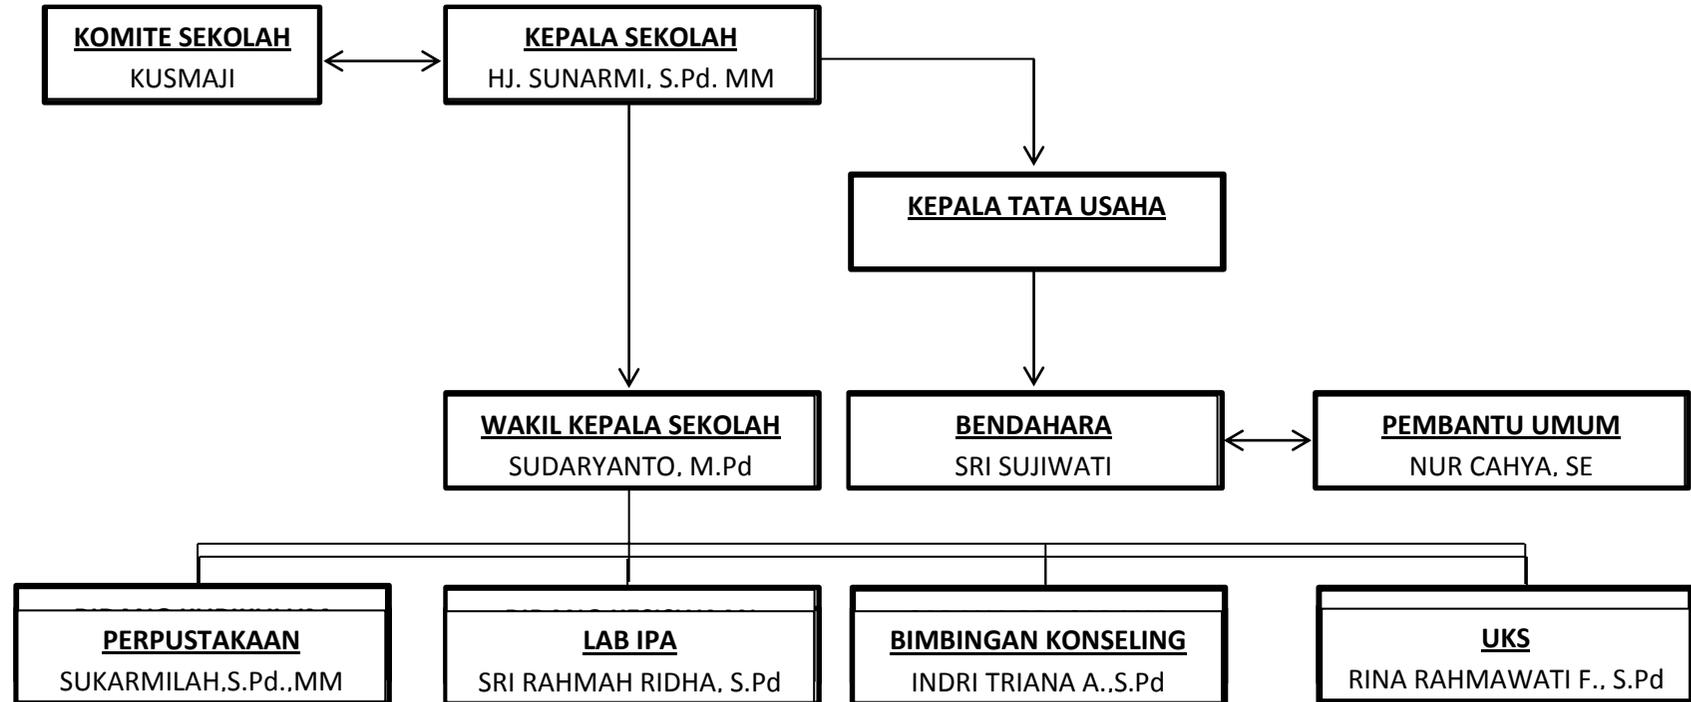 KOMITE SEKOLAH
KUSMAJI
KEPALA SEKOLAH
HJ. SUNARMI, S.Pd. MM
KEPALA TATA USAHA
WAKIL KEPALA SEKOLAH
SUDARYANTO, M.Pd
BENDAHARA
SRI SUJIWATI
PEMBANTU UMUM
NUR CAHYA, SE
PERPUSTAKAAN
SUKARMILAH,S.Pd.,MM
LAB IPA
SRI RAHMAH RIDHA, S.Pd
BIMBINGAN KONSELING
INDRI TRIANA A.,S.Pd
UKS
RINA RAHMAWATI F., S.Pd